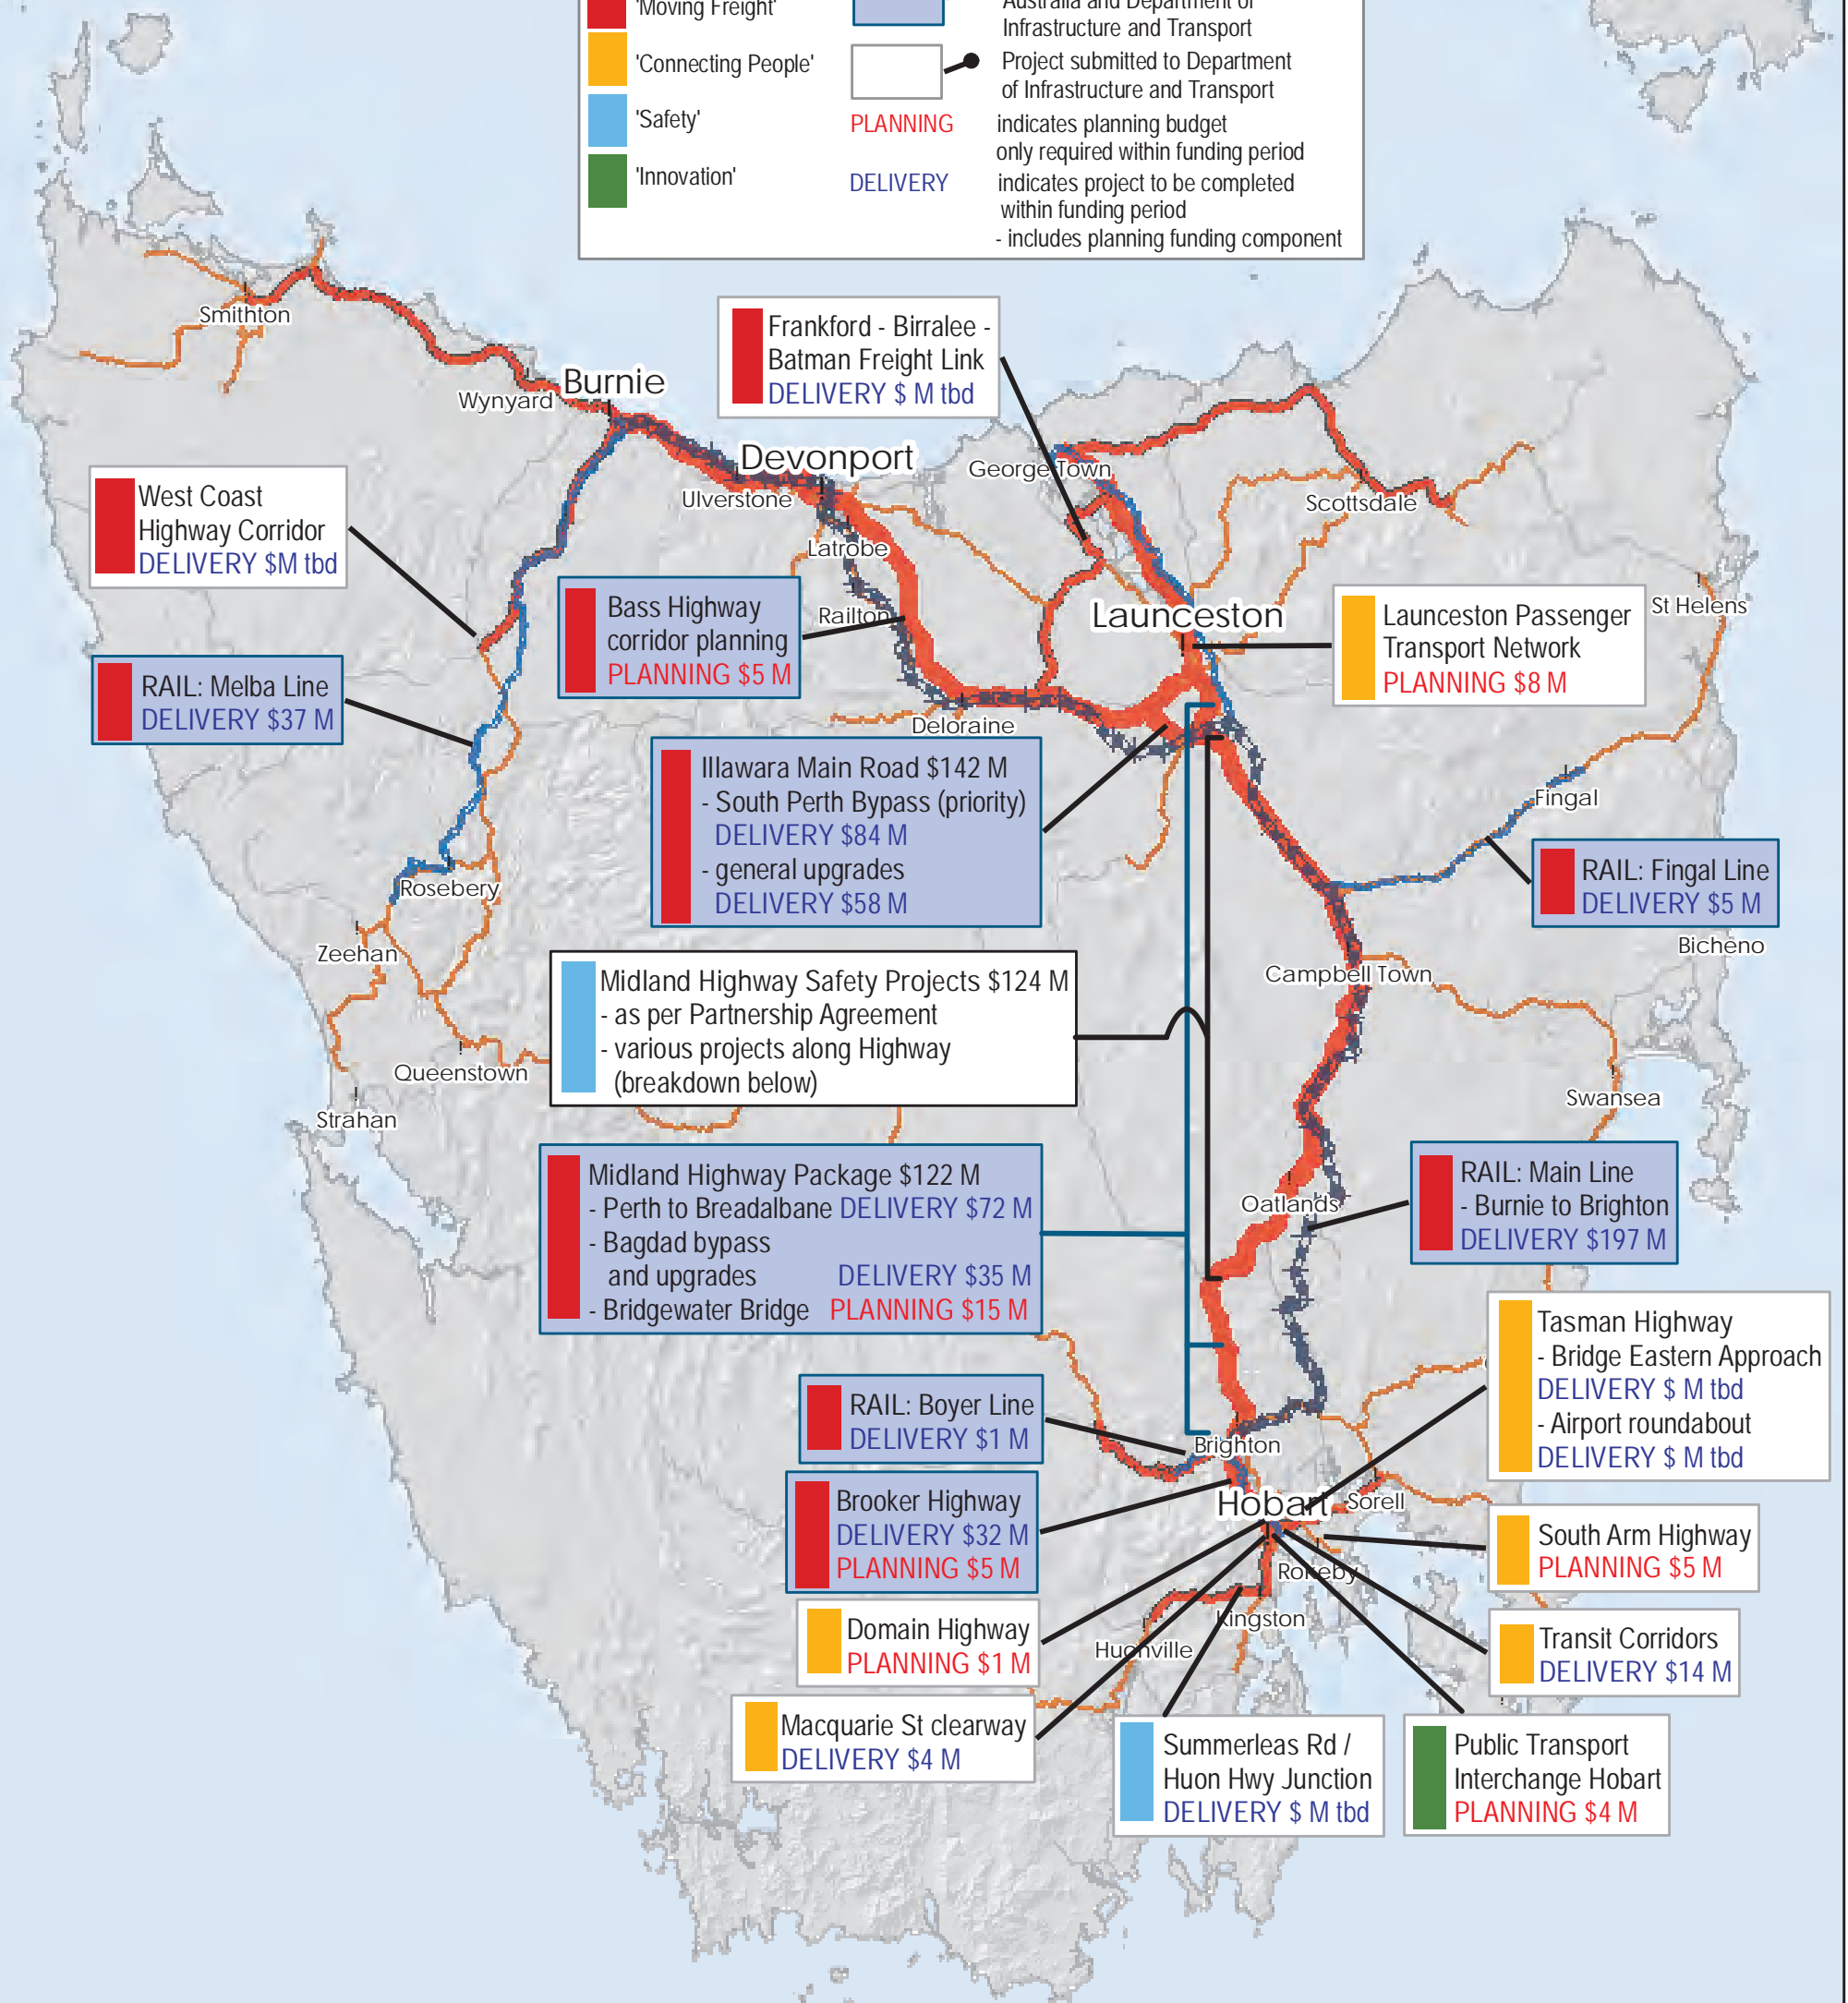 'Moving Freight'
'Connecting People'
'Safety'
'Innovation'
Australia and Department of
Infrastructure and Transport
Project submitted to Department
of Infrastructure and Transport
PLANNING indicates planning budget
only required within funding period
DELIVERY indicates project to be completed
within funding period
- includes planning funding component
Smithton
Wynyard
Burnie
Frankford - Birralee -
Batman Freight Link
DELIVERY $ M tbd
Devonport
Ulverstone
George Town
Scottsdale
West Coast
Highway Corridor
DELIVERY $M tbd
Latrobe
Railton
Bass Highway
corridor planning
PLANNING $5 M
Launceston
Launceston Passenger
Transport Network
PLANNING $8 M
St Helens
RAIL: Melba Line
DELIVERY $37 M
Deloraine
Illawara Main Road $142 M
- South Perth Bypass (priority)
DELIVERY $84 M
- general upgrades
DELIVERY $58 M
Fingal
RAIL: Fingal Line
DELIVERY $5 M
Rosebery
Zeehan
Bicheno
Campbell Town
Midland Highway Safety Projects $124 M
- as per Partnership Agreement
- various projects along Highway
(breakdown below)
Queenstown
Strahan
Swansea
Midland Highway Package $122 M
- Perth to Breadalbane DELIVERY $72 M
- Bagdad bypass
and upgrades DELIVERY $35 M
- Bridgewater Bridge PLANNING $15 M
Oatlands
RAIL: Main Line
- Burnie to Brighton
DELIVERY $197 M
Tasman Highway
- Bridge Eastern Approach
DELIVERY $ M tbd
- Airport roundabout
DELIVERY $ M tbd
RAIL: Boyer Line
DELIVERY $1 M
Brighton
Brooker Highway
DELIVERY $32 M
PLANNING $5 M
Hobart
Sorell
South Arm Highway
PLANNING $5 M
Rokeby
Kingston
Huonville
Domain Highway
PLANNING $1 M
Transit Corridors
DELIVERY $14 M
Macquarie St clearway
DELIVERY $4 M
Summerleas Rd /
Huon Hwy Junction
DELIVERY $ M tbd
Public Transport
Interchange Hobart
PLANNING $4 M